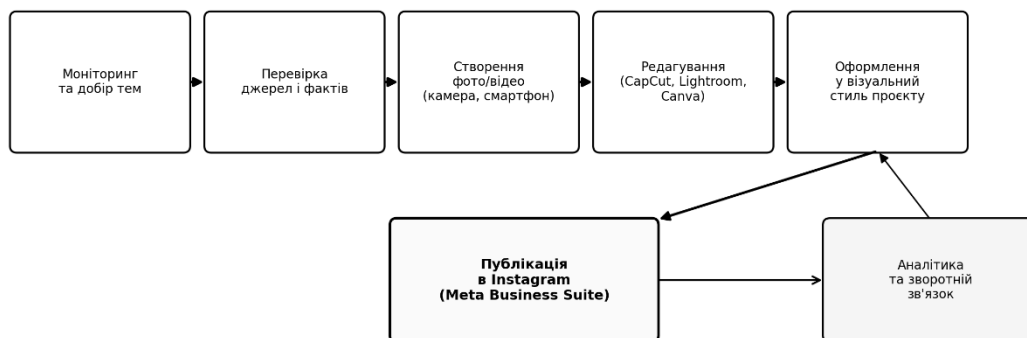 Моніторинг
та добір тем
Перевірка
джерел і фактів
Створення
фото/відео
(камера, смартфон)
Редагування
(CapCut, Lightroom,
Canva)
Оформлення
у візуальний
стиль проєкту
Публікація
в Instagram
(Meta Business Suite)
Аналітика
та зворотній
зв'язок